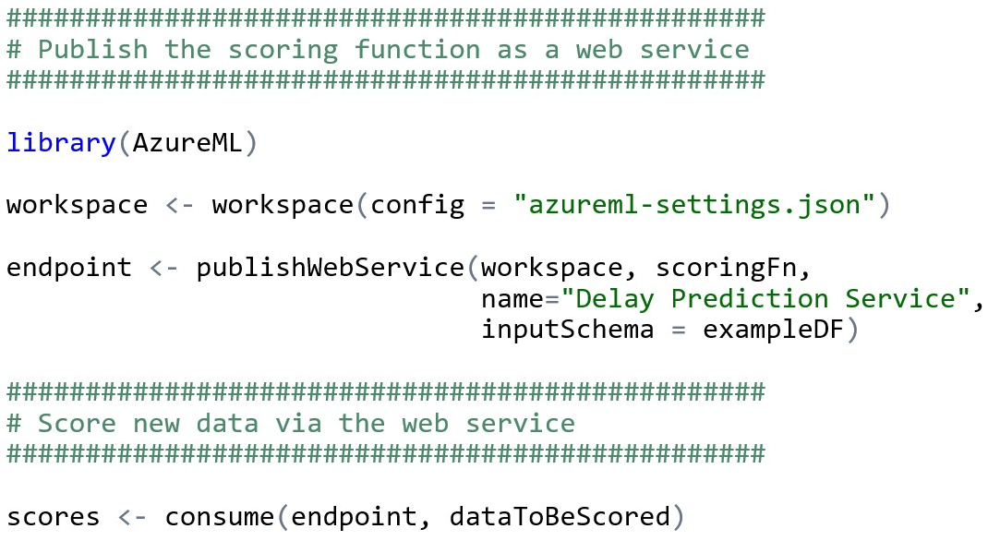 ################################################
# Publish the scoring function as a web service
################################################
library(AzureML)
workspace <- workspace(config = "azureml-settings.json")
endpoint <- publishWebService(workspace, scoringFn,
name="Delay Prediction Service",
inputSchema = exampleDF)
################################################
# Score new data via the web service
################################################
scores <- consume(endpoint, dataToBeScored)